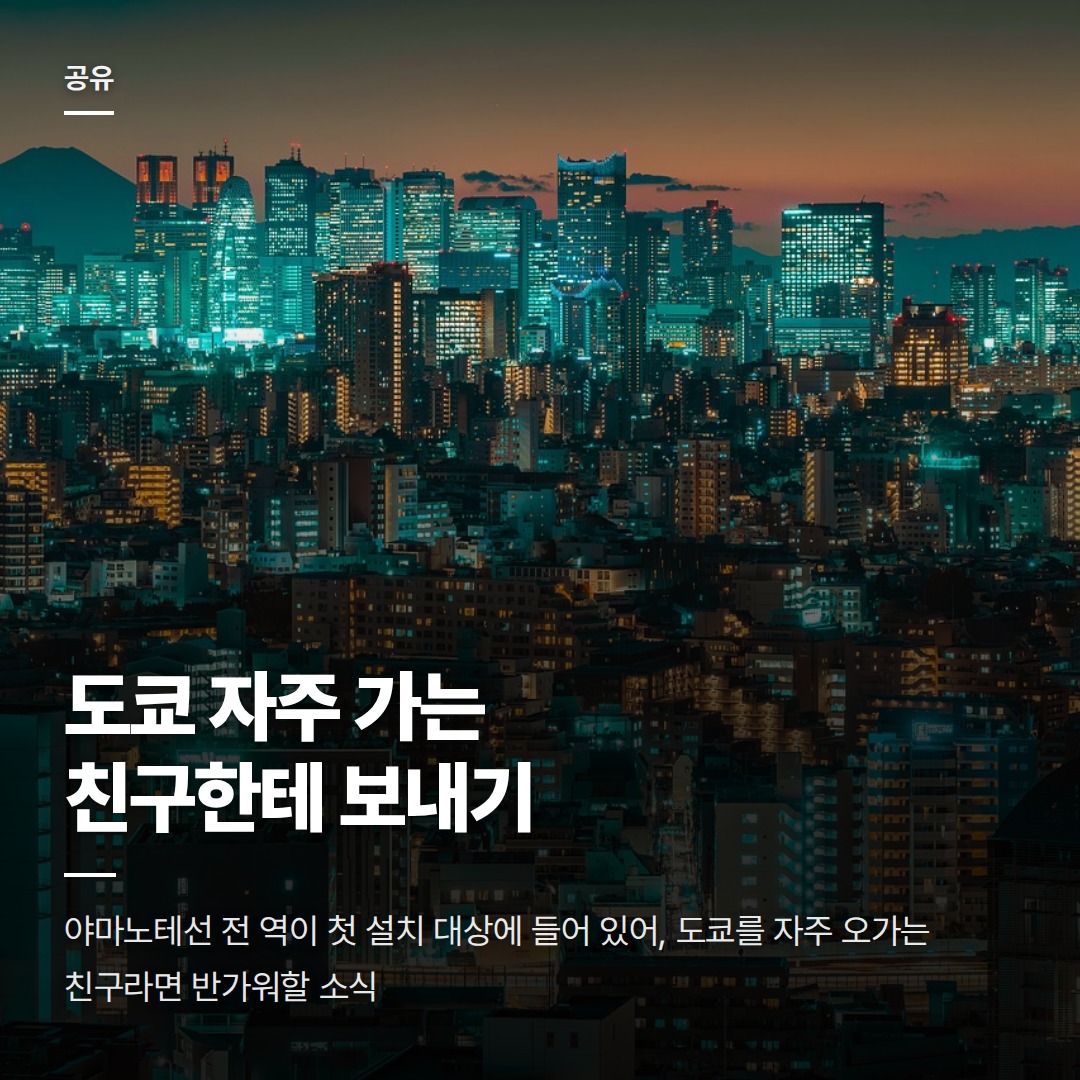 공유
도쿄 자주 가는
친구한테 보내기
야마노테선 전 역이 첫 설치 대상에 들어 있어, 도쿄를 자주 오가는
친구라면 반가워할 소식